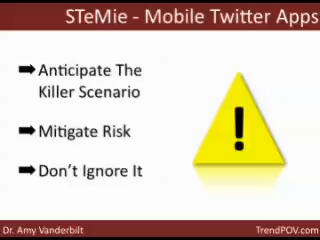 STeMie - Mobile Twitter Apps
Anticipate The
Killer Scenario
Mitigate Risk
Don't Ignore It
!
Dr. Amy Vanderbilt
TrendPOV.com